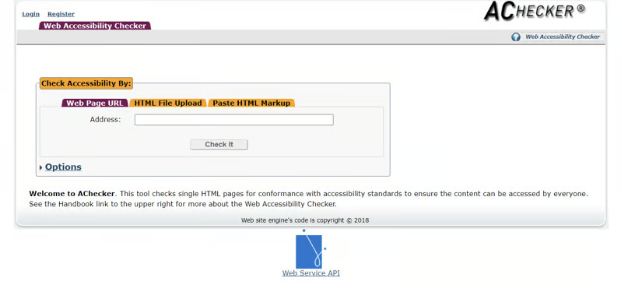 Login Register
ACHECKER®
Web Accessibility Checker
Web Accessibility Checker
Check Accessibility By:
Web Page URL HTML File Upload Paste HTML Markup
Address:
Check It
Options
Welcome to AChecker. This tool checks single HTML pages for conformance with accessibility standards to ensure the content can be accessed by everyone.
See the Handbook link to the upper right for more about the Web Accessibility Checker.
Web site engine's code is copyright © 2018
Web Service API